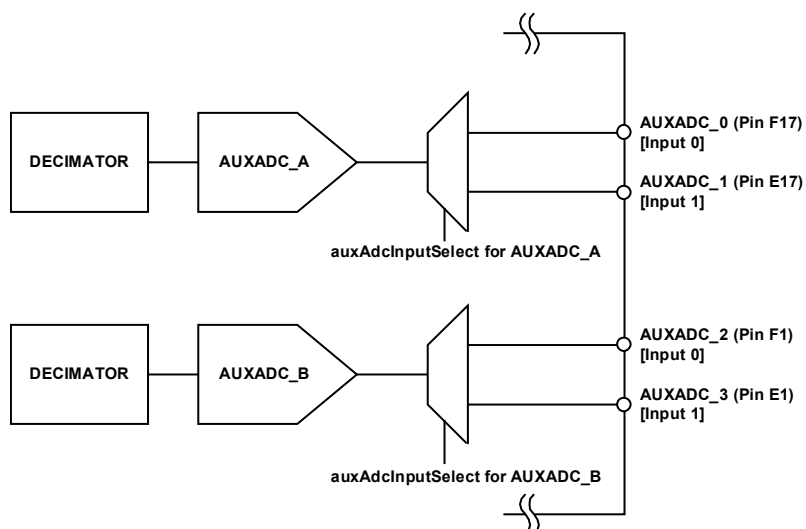 AUXADC_0 (Pin F17)
[Input 0]
DECIMATOR
AUXADC_A
AUXADC_1 (Pin E17)
[Input 1]
auxAdcInputSelect for AUXADC_A
AUXADC_2 (Pin F1)
[Input 0]
DECIMATOR
AUXADC_B
AUXADC_3 (Pin E1)
[Input 1]
auxAdcInputSelect for AUXADC_B